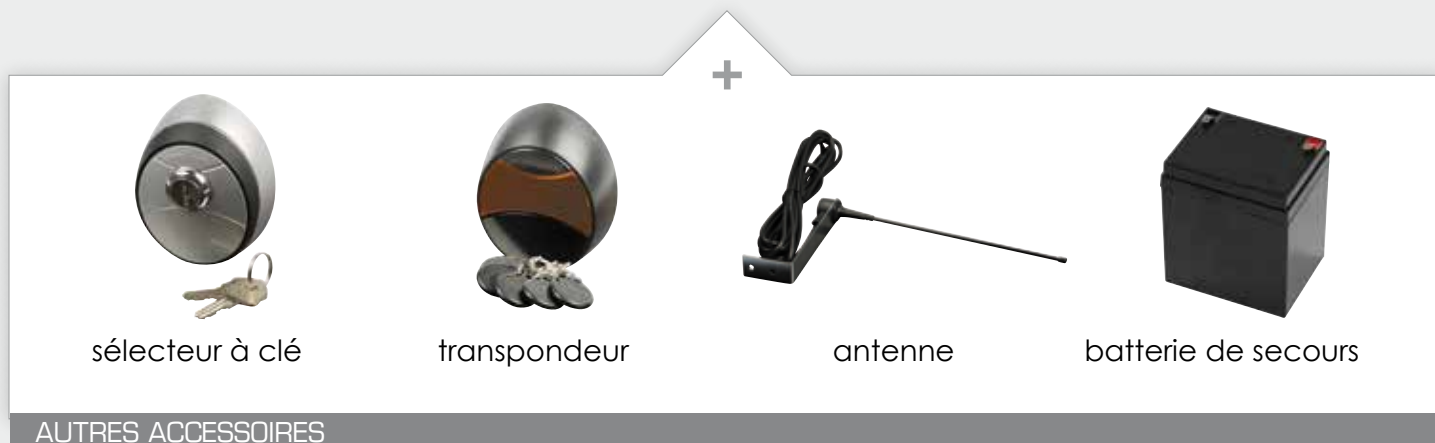 +
sélecteur à clé
transpondeur
antenne
batterie de secours
AUTRES ACCESSOIRES